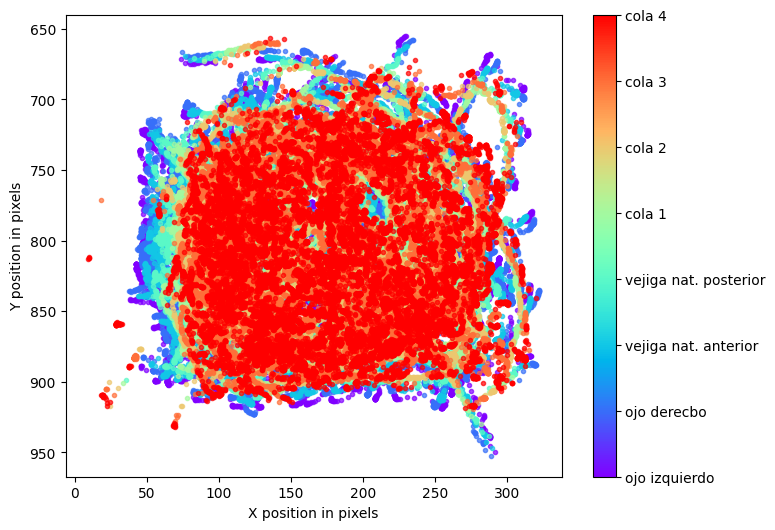 650
700
750
800
850
900
950
Y position in pixels
0
50
100
150
200
250
300
X position in pixels
cola 4
cola 3
cola 2
cola 1
vejiga nat. posterior
vejiga nat. anterior
ojo derecbo
ojo izquierdo